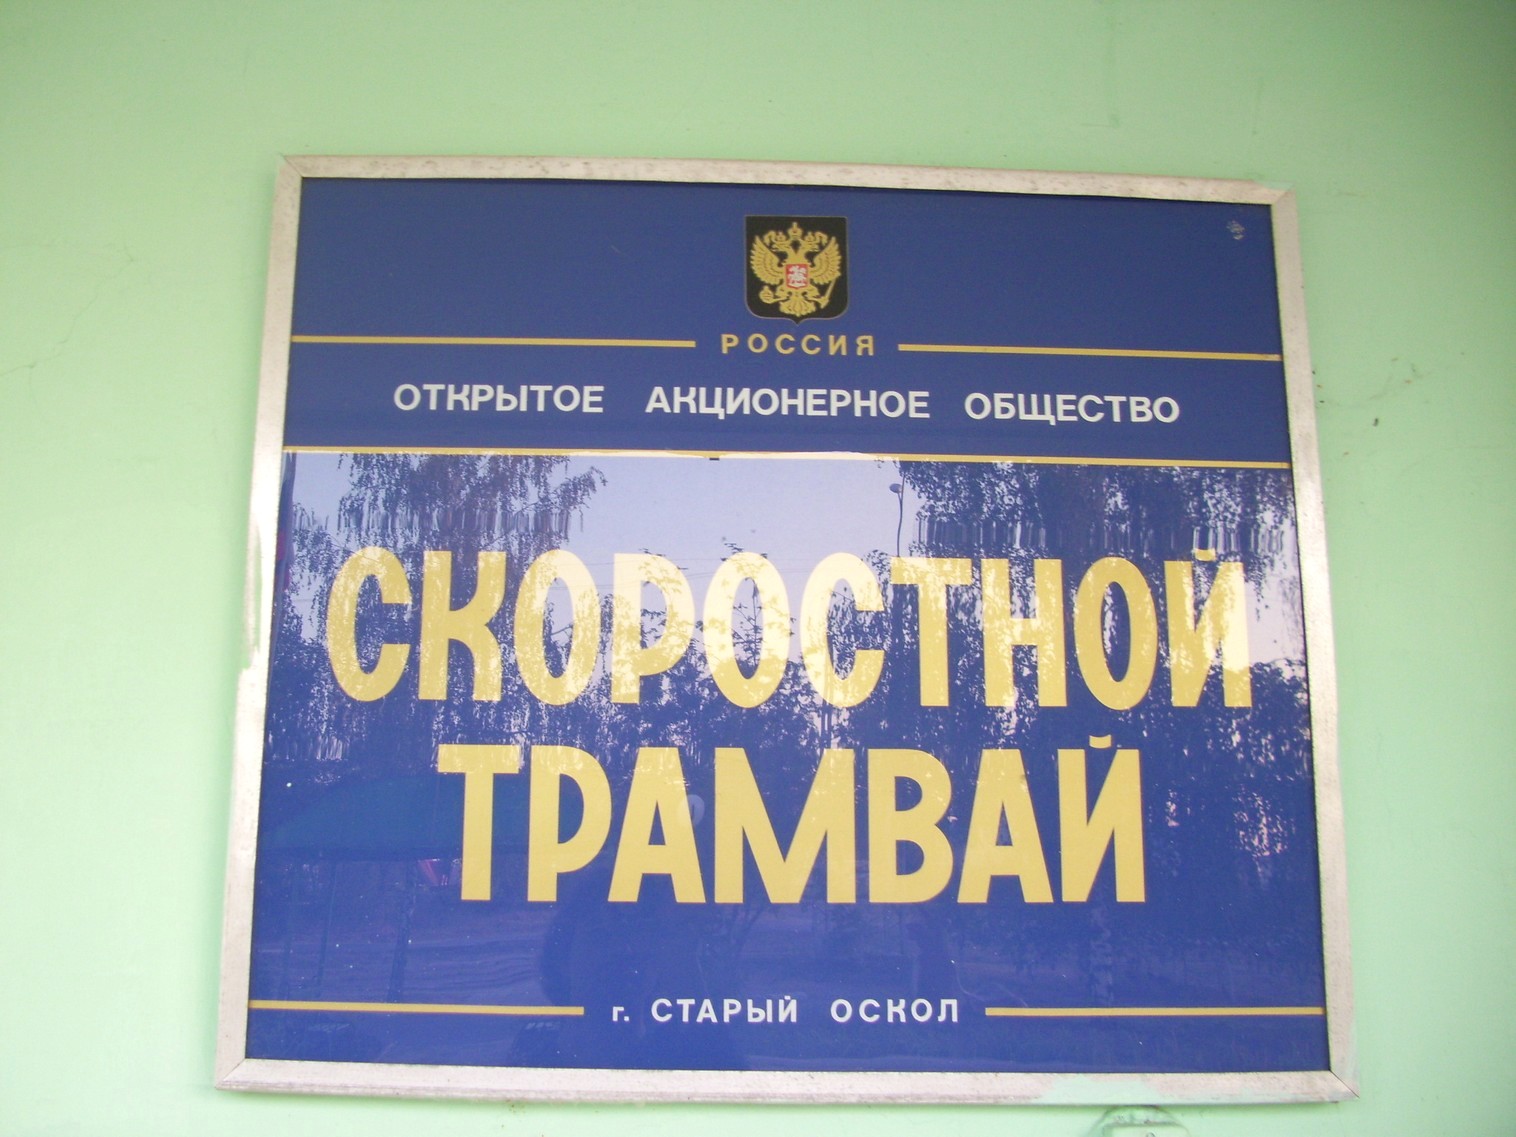 РОССИЯ
ОТКРЫТОЕ АКЦИОНЕРНОЕ ОБЩЕСТВО
СКОРОСТНОЙ
ТРАМВАЙ
г. СТАРЫЙ ОСКОЛ